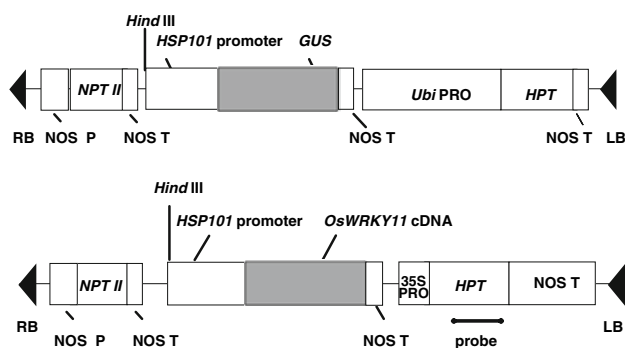 Hind III
HSP101 promoter GUS
NPT II Ubi PRO HPT
RB NOS P NOS T NOS T NOS T LB
Hind III
HSP101 promoter OsWRKY11 cDNA
NPT II 35S PRO HPT NOS T
RB NOS P NOS T NOS T probe LB